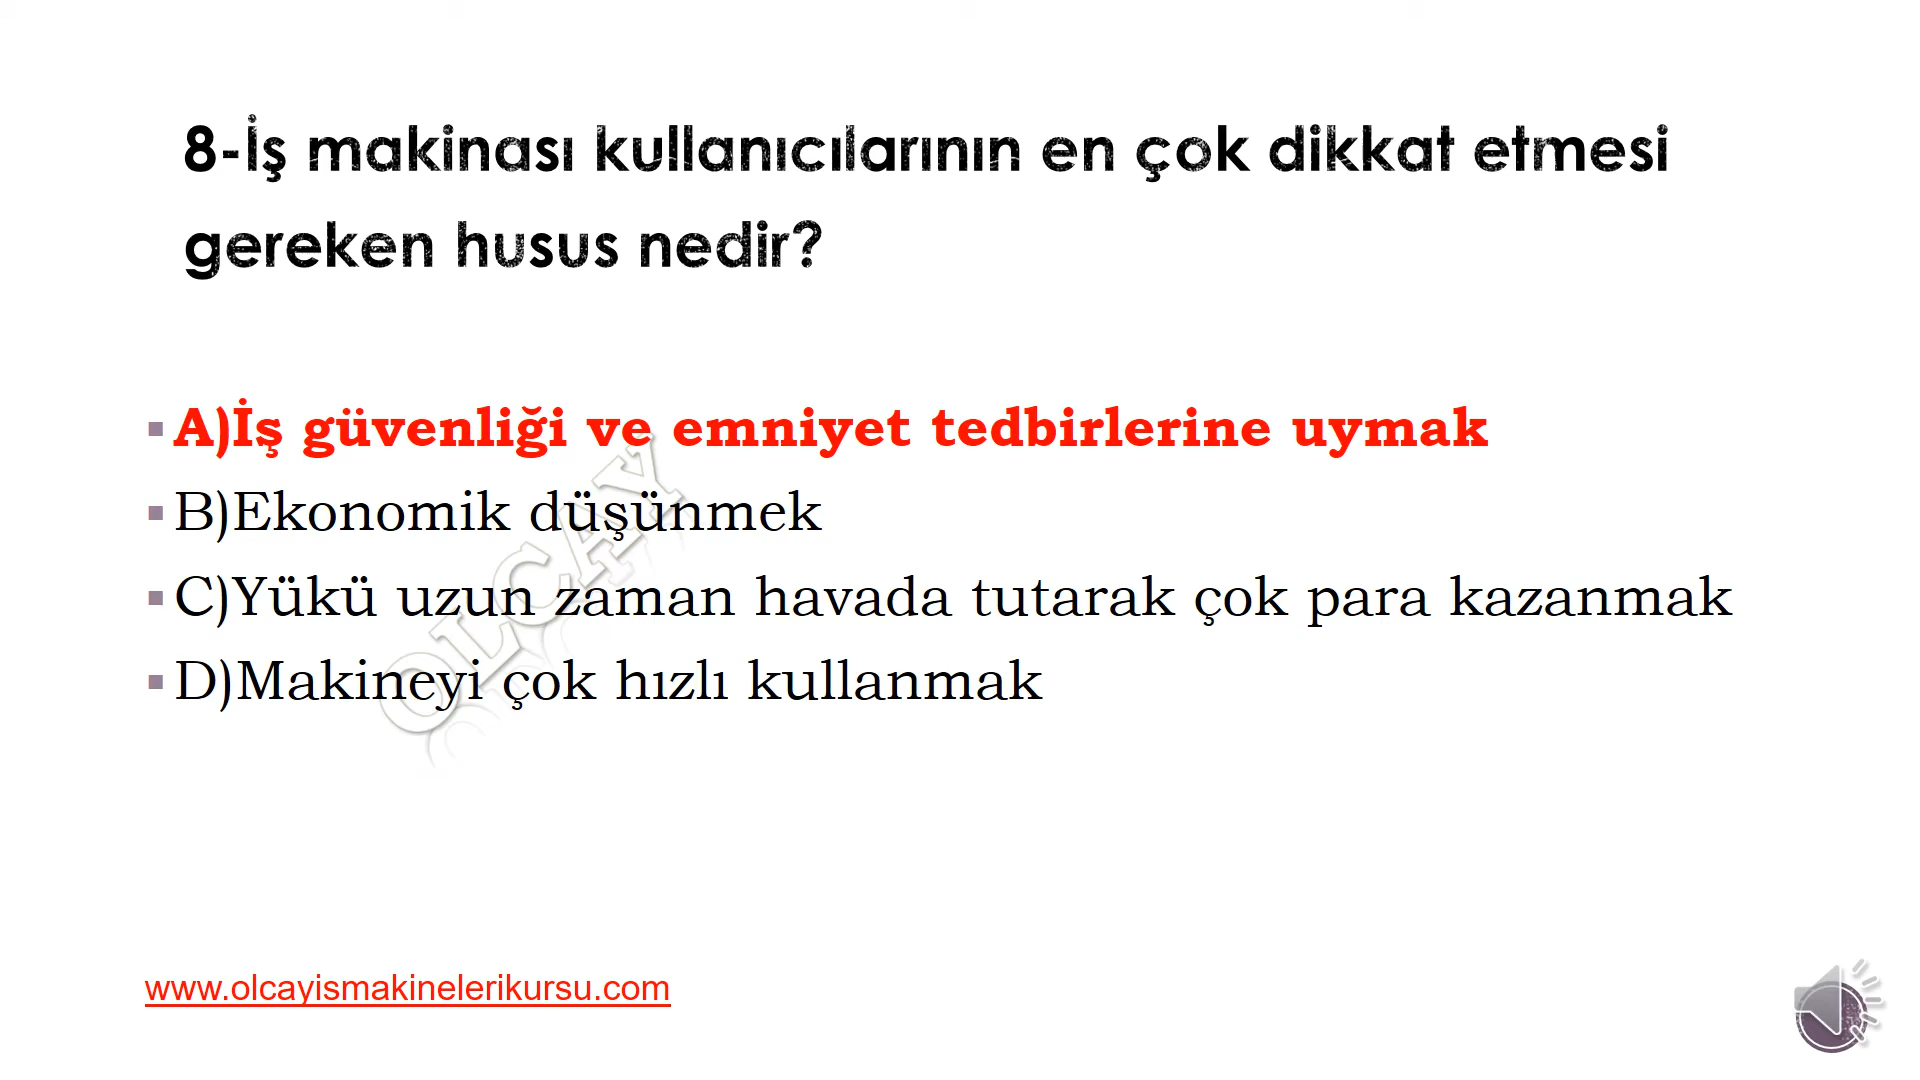 8-İş makinası kullanıcılarının en çok dikkat etmesi
gereken husus nedir?
A)İş güvenliği ve emniyet tedbirlerine uymak
B)Ekonomik düşünmek
C)Yükü uzun zaman havada tutarak çok para kazanmak
D)Makineyi çok hızlı kullanmak
OLCAY
www.olcayismakinelerikursu.com